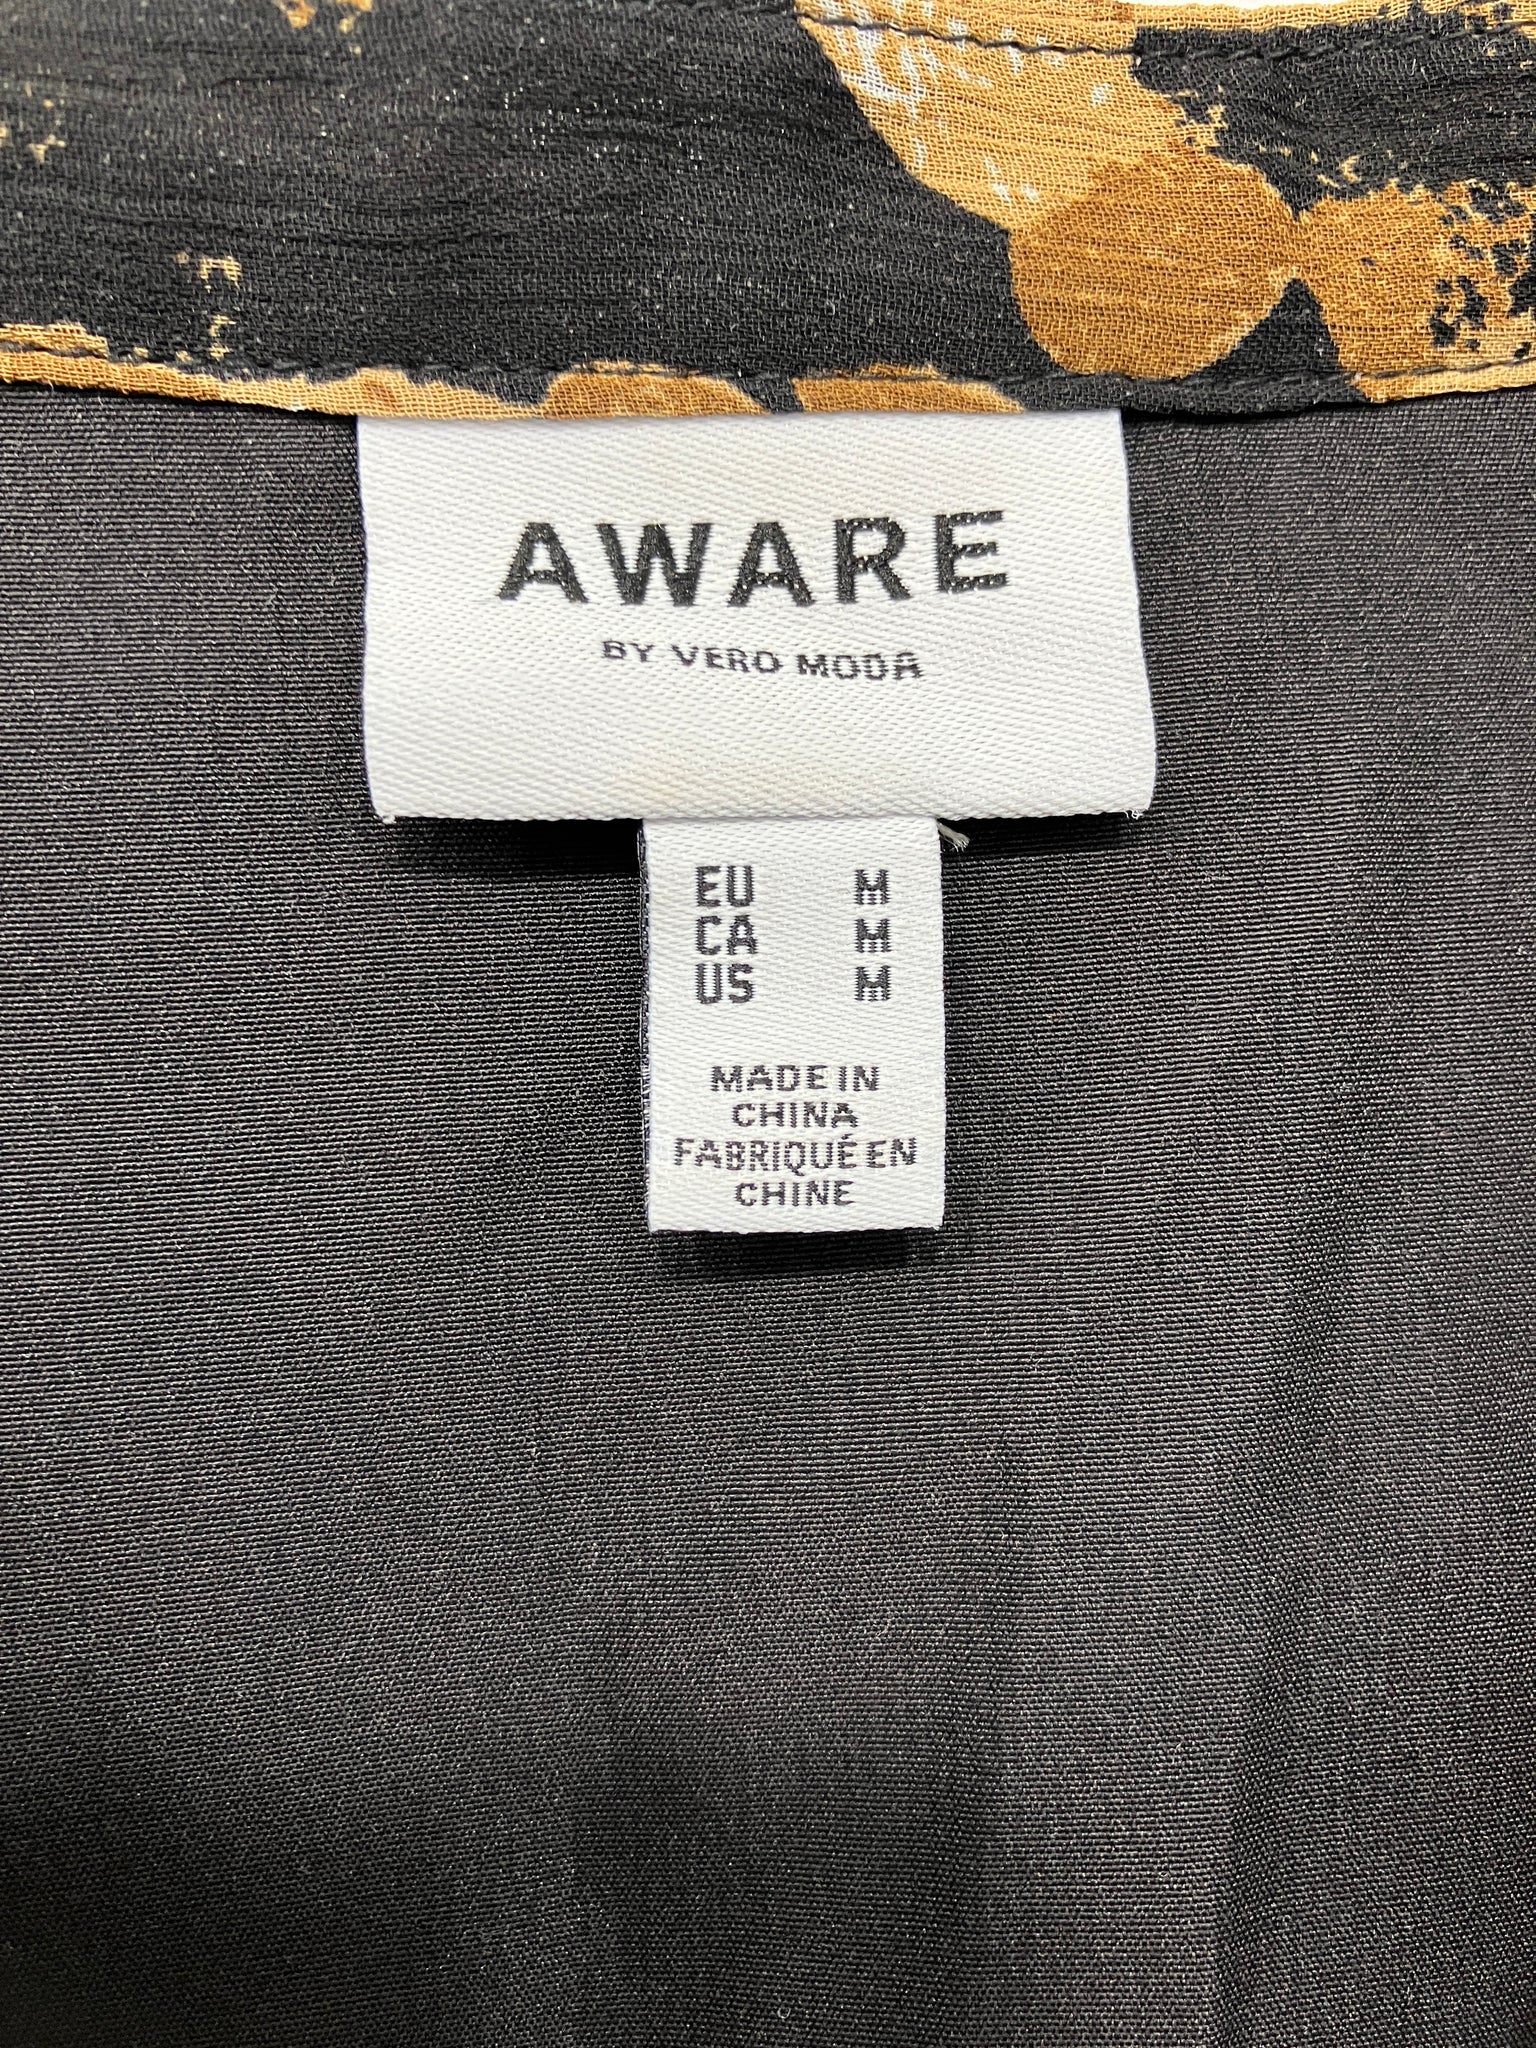 AWARE
BY VERO MODA
EU M
CA M
US M
MADE IN
CHINA
FABRIQUÉ EN
CHINE